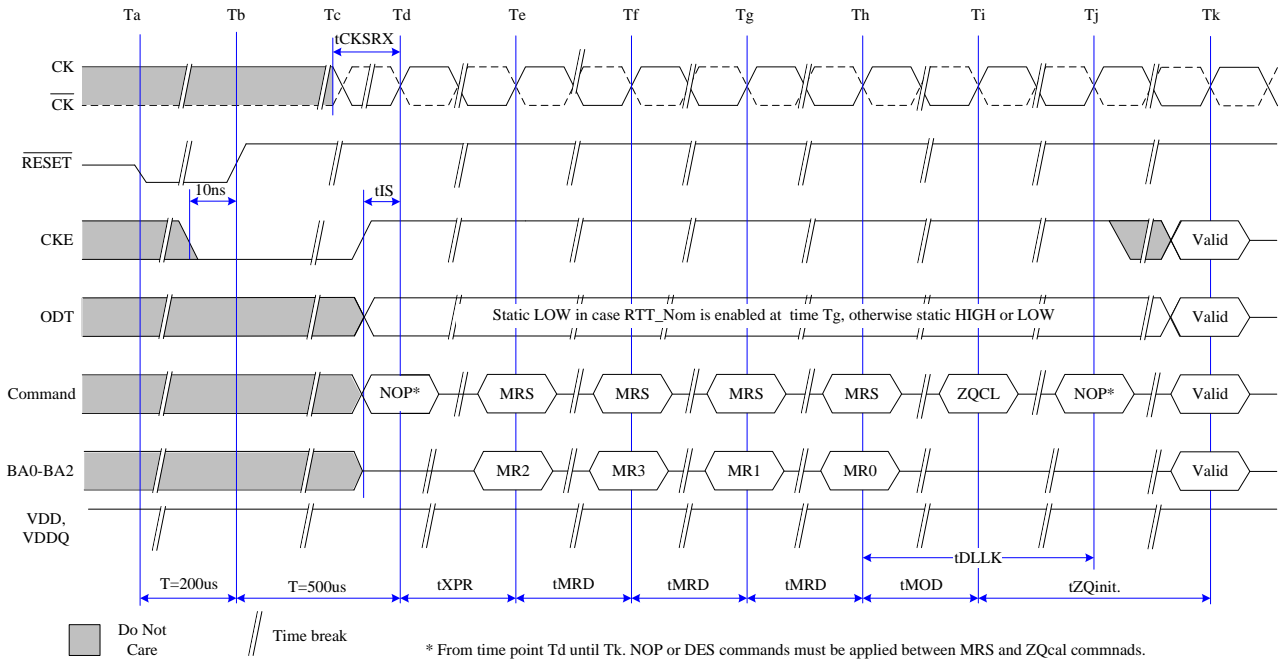 Ta Tb Tc Td Te Tf Tg Th Ti Tj Tk
tCKSRX
CK
CK
RESET
10ns
tIS
CKE
Valid
ODT
Static LOW in case RTT_Nom is enabled at time Tg, otherwise static HIGH or LOW
Valid
Command
NOP* MRS MRS MRS MRS ZQCL NOP* Valid
BA0-BA2
MR2 MR3 MR1 MR0 Valid
VDD,
VDDQ
tDLLK
T=200us T=500us tXPR tMRD tMRD tMRD tMOD tZQinit.
Do Not
Care
Time break
* From time point Td until Tk. NOP or DES commands must be applied between MRS and ZQcal commnads.